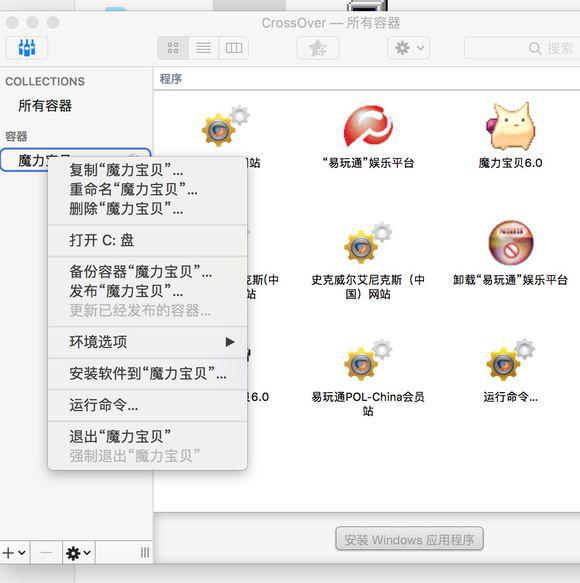 CrossOver — 所有容器
搜索
COLLECTIONS
所有容器
容器
魔力宝贝
程序
网站
“易玩通”娱乐平台
魔力宝贝6.0
克斯(中
站
史克威尔艾尼克斯（中
国）网站
卸载“易玩通”娱乐平台
贝6.0
易玩通POL-China会员
站
运行命令...
复制“魔力宝贝”...
重命名“魔力宝贝”...
删除“魔力宝贝”...
打开 C: 盘
备份容器“魔力宝贝”...
发布“魔力宝贝”...
更新已经发布的容器...
环境选项
安装软件到“魔力宝贝”...
运行命令...
退出“魔力宝贝”
强制退出“魔力宝贝”
安装 Windows 应用程序